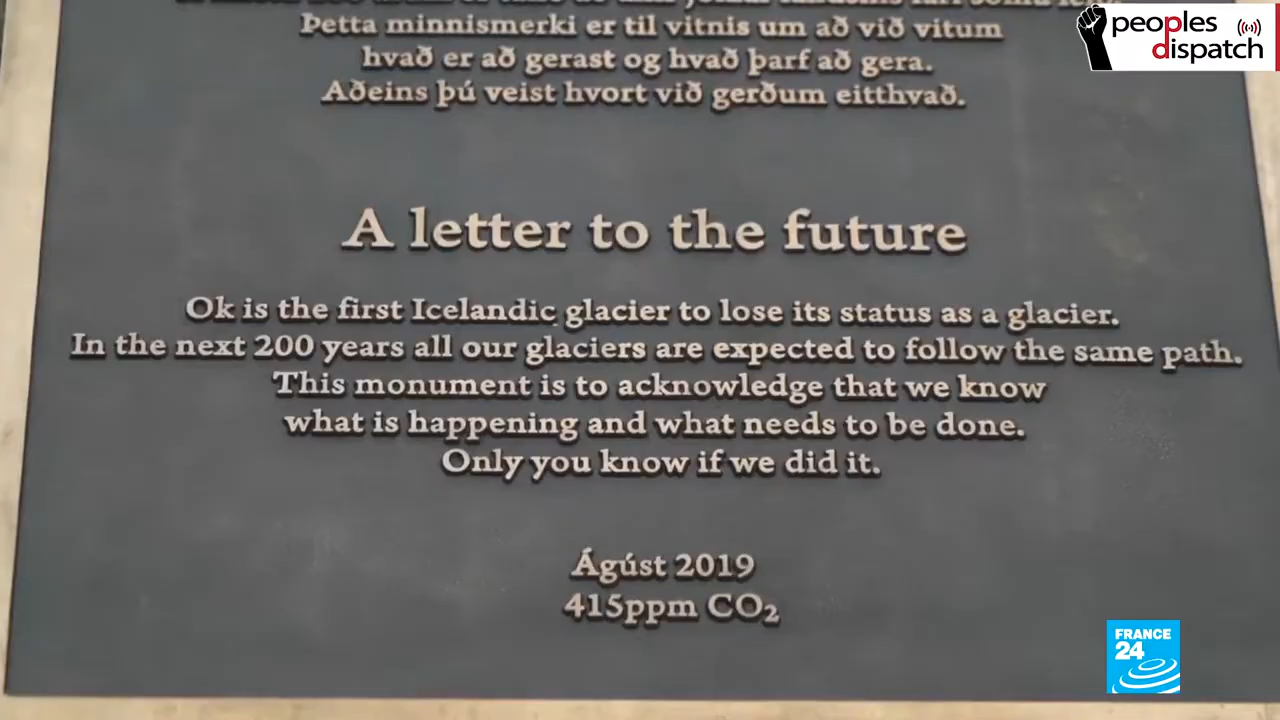 peoples
dispatch
Þetta minnismerki er til vitnis um að við vitum
hvað er að gerast og hvað þarf að gera.
Aðeins þú veist hvort við gerðum eitthvað.
A letter to the future
Ok is the first Icelandic glacier to lose its status as a glacier.
In the next 200 years all our glaciers are expected to follow the same path.
This monument is to acknowledge that we know
what is happening and what needs to be done.
Only you know if we did it.
Ágúst 2019
415ppm CO₂
FRANCE
24